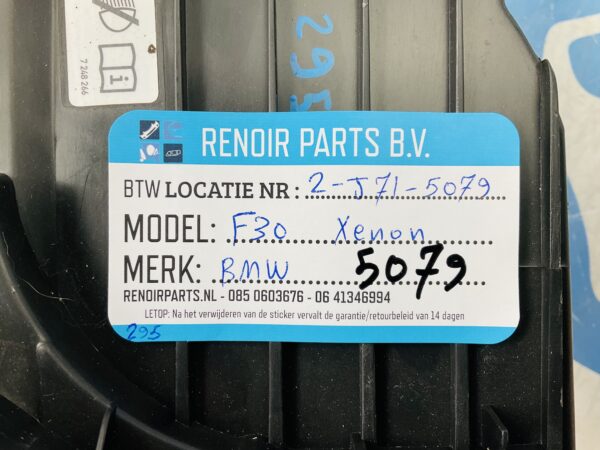 7 248 266
295
RENOIR PARTS B.V.
BTW LOCATIE NR : 2-J71-5079
MODEL: F30 Xenon
MERK: BMW 5079
RENOIRPARTS.NL - 085 0603676 - 06 41346994
LETOP: Na het verwijderen van de sticker vervalt de garantie/retourbeleid van 14 dagen
295